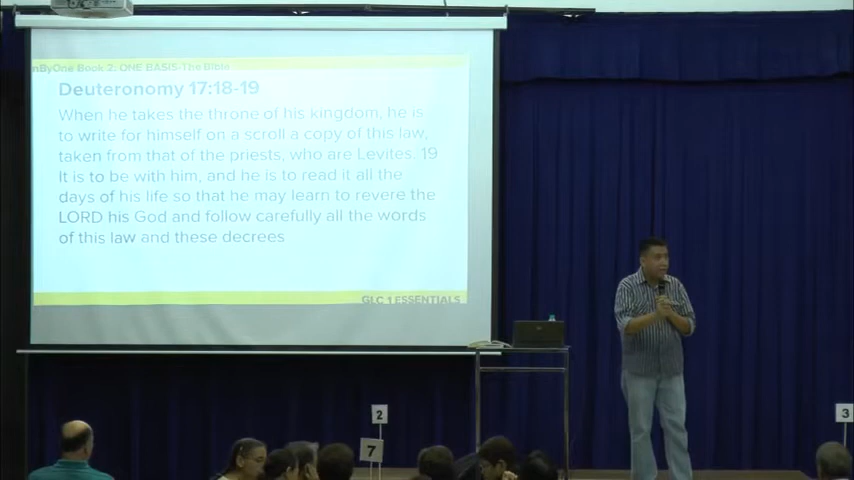 nByOne Book 2: ONE BASIS-The Bible
Deuteronomy 17:18-19
When he takes the throne of his kingdom, he is
to write for himself on a scroll a copy of this law,
taken from that of the priests, who are Levites. 19
It is to be with him, and he is to read it all the
days of his life so that he may learn to revere the
LORD his God and follow carefully all the words
of this law and these decrees
GLC 1 ESSENTIALS
2
7
3